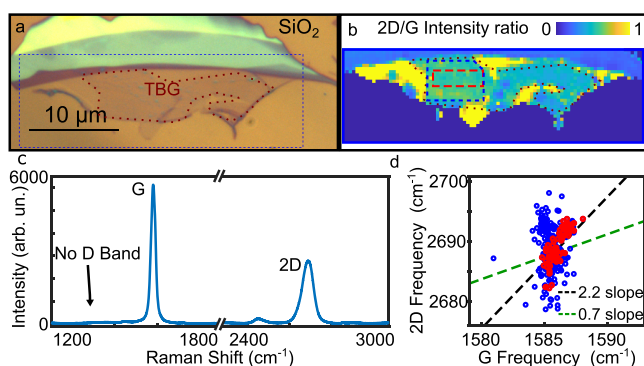 a
SiO2
TBG
10 μm
b
2D/G Intensity ratio
0
1
c
6000
Intensity (arb. un.)
0
G
No D Band
2D
1200
1800
2400
3000
Raman Shift (cm-1)
d
2D Frequency (cm-1)
2700
2690
2680
2.2 slope
0.7 slope
1580
1585
1590
G Frequency (cm-1)